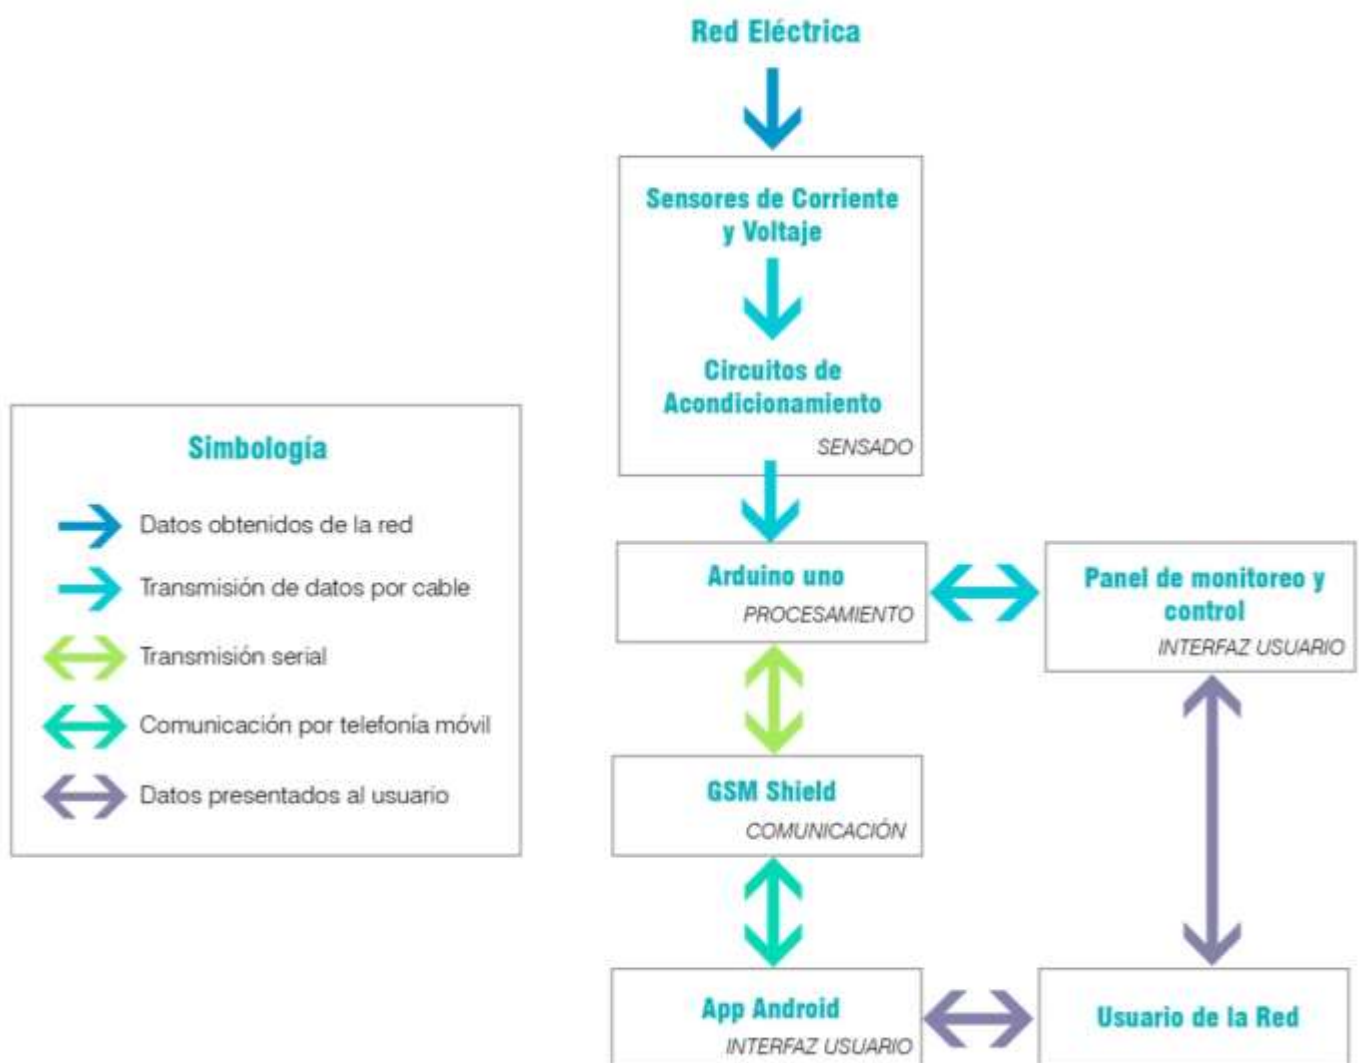 Red Eléctrica
Sensores de Corriente
y Voltaje
Circuitos de
Acondicionamiento
SENSADO
Simbología
Datos obtenidos de la red
Transmisión de datos por cable
Transmisión serial
Comunicación por telefonía móvil
Datos presentados al usuario
Arduino uno
PROCESAMIENTO
Panel de monitoreo y
control
INTERFAZ USUARIO
GSM Shield
COMUNICACIÓN
App Android
INTERFAZ USUARIO
Usuario de la Red